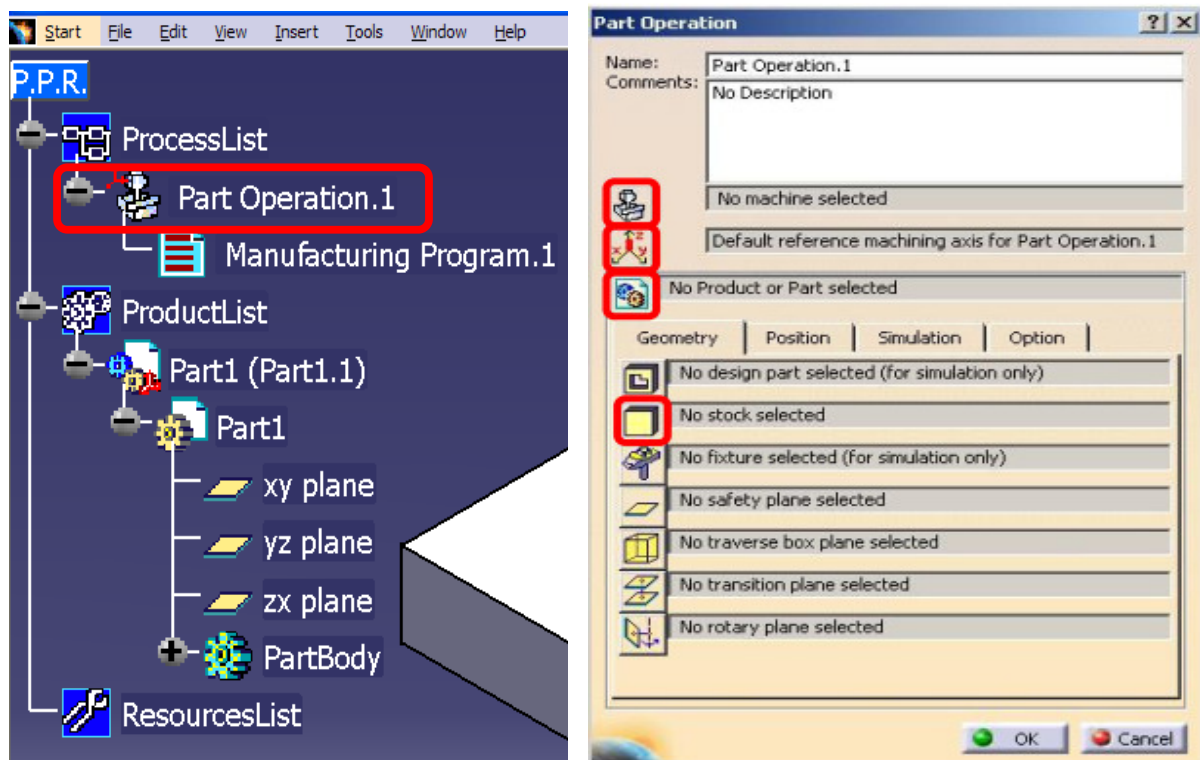 Start File Edit View Insert Tools Window Help
P.P.R.
ProcessList
Part Operation.1
Manufacturing Program.1
ProductList
Part1 (Part1.1)
Part1
xy plane
yz plane
zx plane
PartBody
ResourcesList
Part Operation
Name: Part Operation.1
Comments: No Description
No machine selected
Default reference machining axis for Part Operation.1
No Product or Part selected
Geometry Position Simulation Option
No design part selected (for simulation only)
No stock selected
No fixture selected (for simulation only)
No safety plane selected
No traverse box plane selected
No transition plane selected
No rotary plane selected
OK Cancel